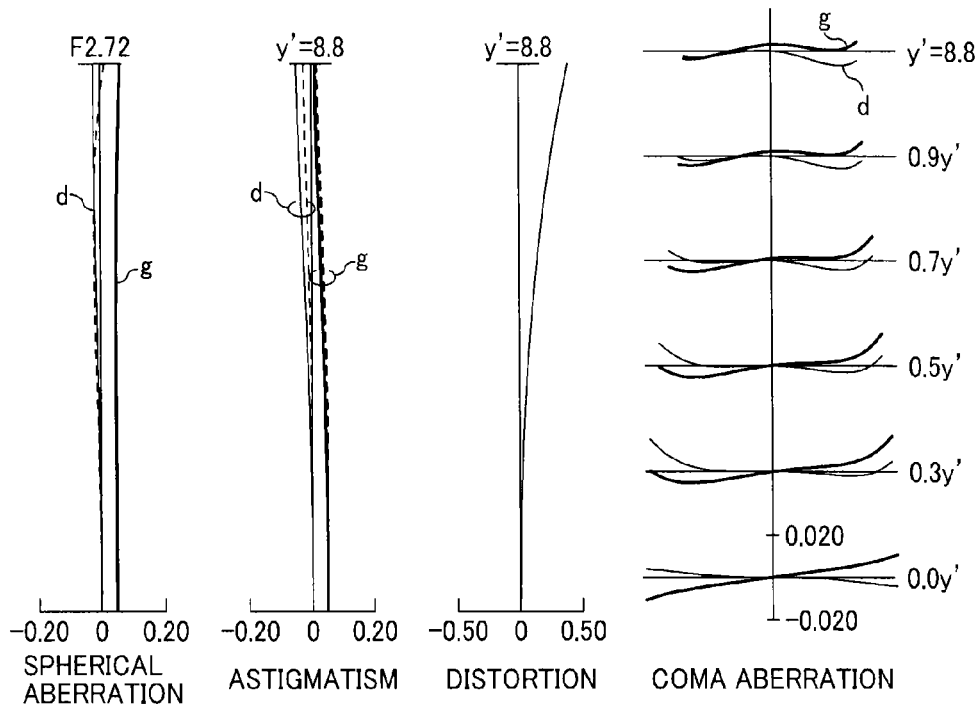 F2.72
d
g
-0.20 0 0.20
SPHERICAL
ABERRATION
y'=8.8
d
g
-0.20 0 0.20
ASTIGMATISM
y'=8.8
-0.50 0 0.50
DISTORTION
g
d
y'=8.8
0.9y'
0.7y'
0.5y'
0.3y'
0.020
0.0y'
-0.020
COMA ABERRATION